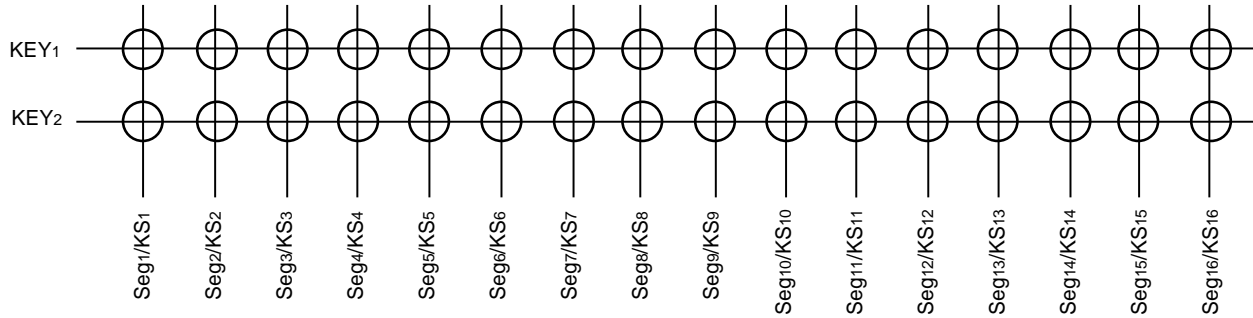 KEY1
KEY2
Seg1/KS1
Seg2/KS2
Seg3/KS3
Seg4/KS4
Seg5/KS5
Seg6/KS6
Seg7/KS7
Seg8/KS8
Seg9/KS9
Seg10/KS10
Seg11/KS11
Seg12/KS12
Seg13/KS13
Seg14/KS14
Seg15/KS15
Seg16/KS16